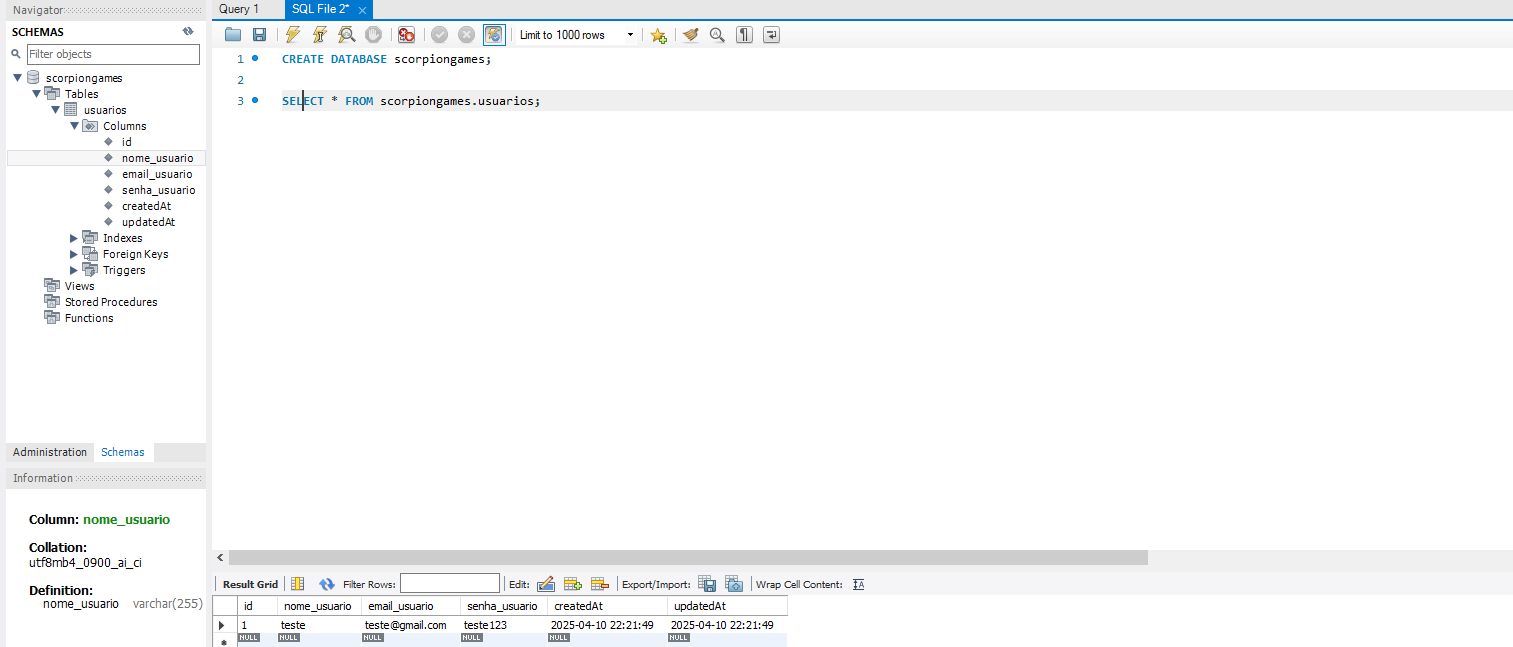 Navigator
SCHEMAS
Filter objects
scorpiongames
Tables
usuarios
Columns
id
nome_usuario
email_usuario
senha_usuario
createdAt
updatedAt
Indexes
Foreign Keys
Triggers
Views
Stored Procedures
Functions
Administration Schemas
Information
Column: nome_usuario
Collation:
utf8mb4_0900_ai_ci
Definition:
nome_usuario varchar(255)
Query 1 SQL File 2*
Limit to 1000 rows
1 CREATE DATABASE scorpiongames;
2
3 SELECT * FROM scorpiongames.usuarios;
Result Grid Filter Rows: Edit: Export/Import: Wrap Cell Content:
id nome_usuario email_usuario senha_usuario createdAt updatedAt
1 teste teste@gmail.com teste123 2025-04-10 22:21:49 2025-04-10 22:21:49
NULL NULL NULL NULL NULL NULL